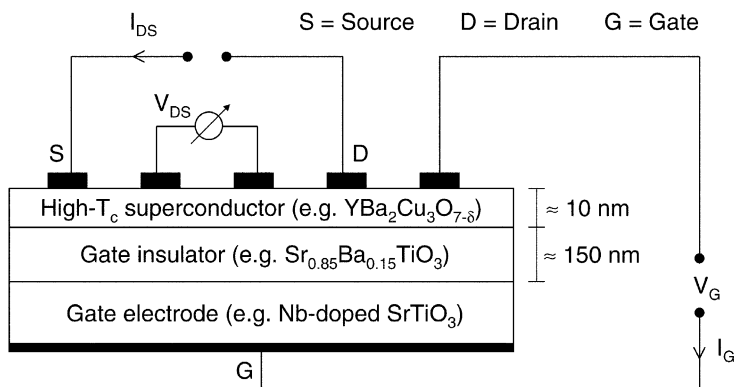 I_DS S = Source D = Drain G = Gate
V_DS
S D
High-T_c superconductor (e.g. YBa_2Cu_3O_7-δ) ≈ 10 nm
Gate insulator (e.g. Sr_0.85Ba_0.15TiO_3) ≈ 150 nm
V_G
Gate electrode (e.g. Nb-doped SrTiO_3)
I_G
G